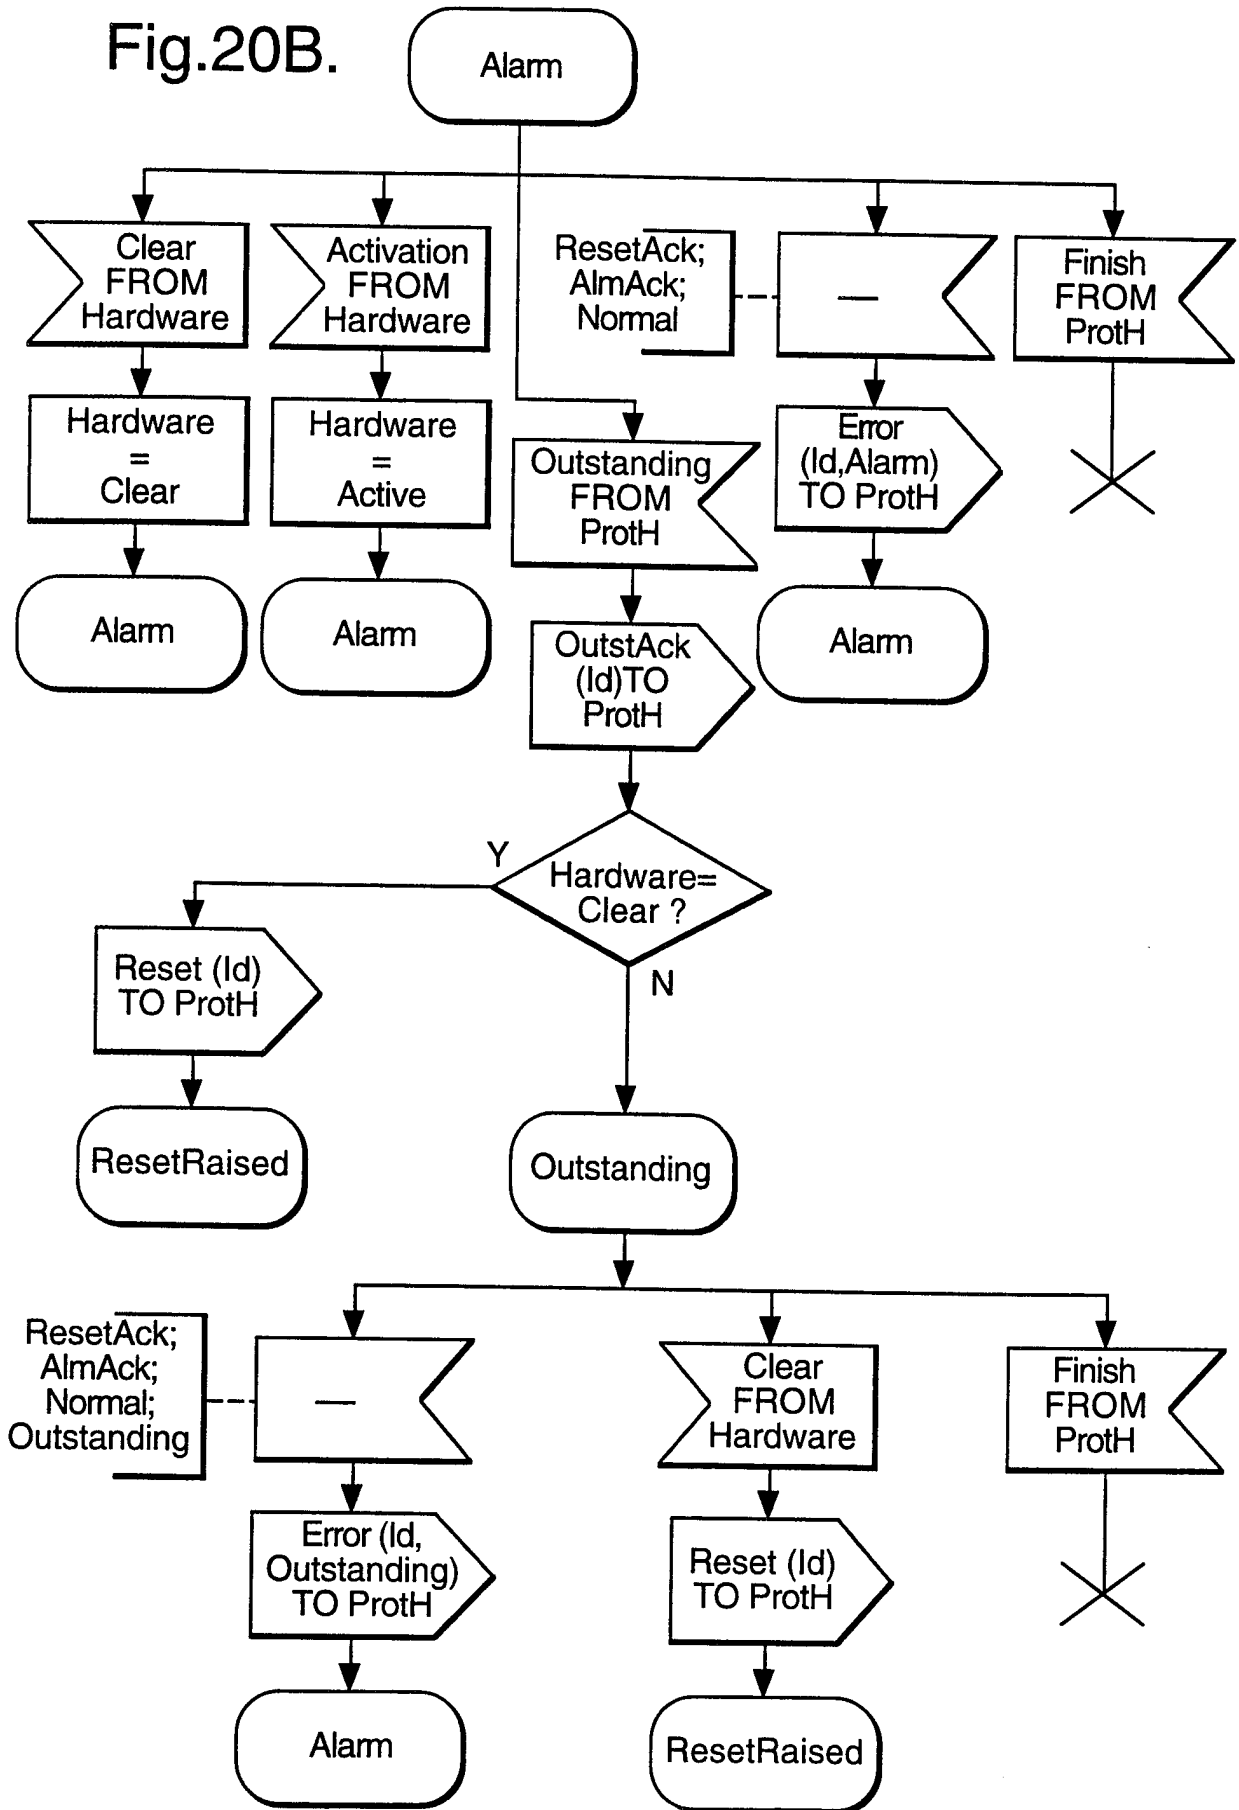 Fig.20B.
Alarm
Clear
FROM
Hardware
Activation
FROM
Hardware
ResetAck;
AlmAck;
Normal
—
Finish
FROM
ProtH
Hardware
=
Clear
Hardware
=
Active
Outstanding
FROM
ProtH
Error
(Id,Alarm)
TO ProtH
Alarm
Alarm
OutstAck
(Id)TO
ProtH
Alarm
Hardware=
Clear ?
Y
N
Reset (Id)
TO ProtH
ResetRaised
Outstanding
ResetAck;
AlmAck;
Normal;
Outstanding
—
Clear
FROM
Hardware
Finish
FROM
ProtH
Error (Id,
Outstanding)
TO ProtH
Reset (Id)
TO ProtH
Alarm
ResetRaised